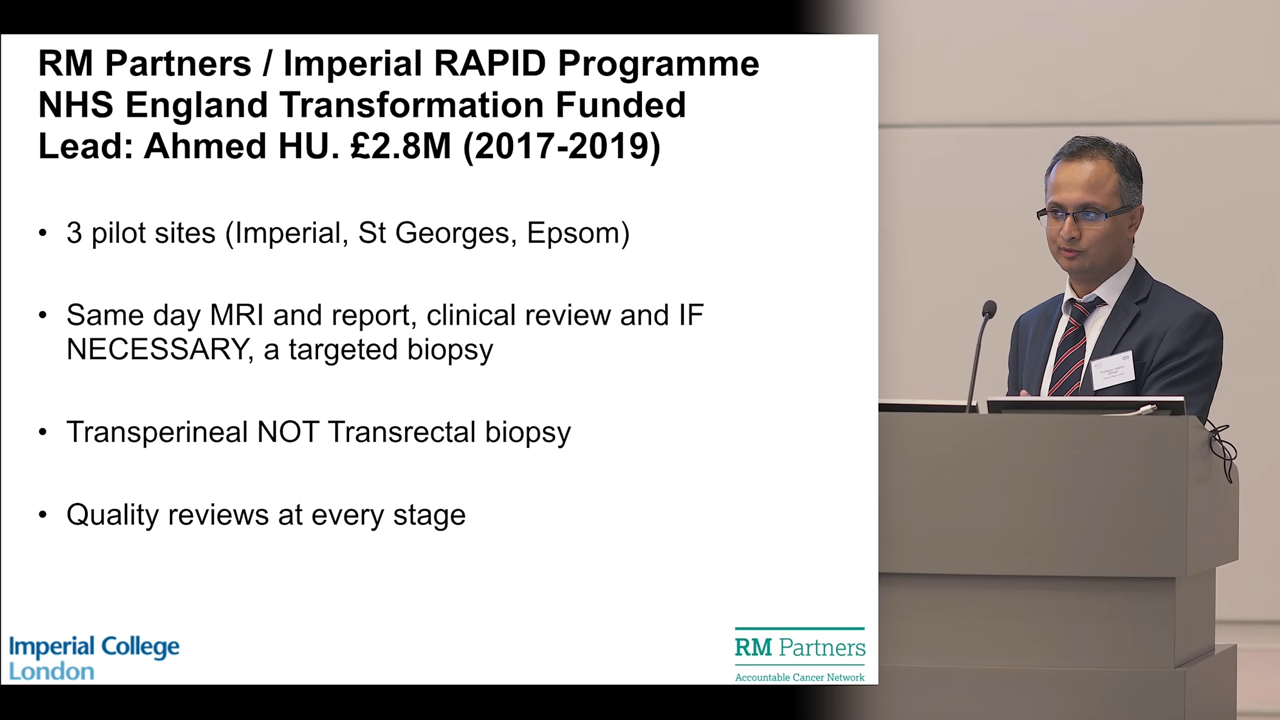 RM Partners / Imperial RAPID Programme
NHS England Transformation Funded
Lead: Ahmed HU. £2.8M (2017-2019)
• 3 pilot sites (Imperial, St Georges, Epsom)
• Same day MRI and report, clinical review and IF
NECESSARY, a targeted biopsy
• Transperineal NOT Transrectal biopsy
• Quality reviews at every stage
Imperial College
London
RM Partners
Accountable Cancer Network